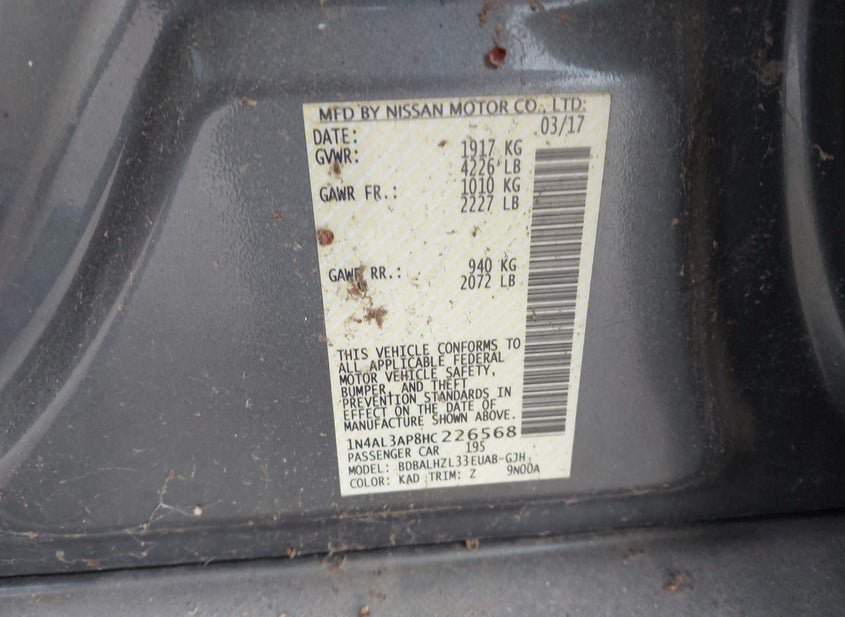 MFD BY NISSAN MOTOR CO., LTD:
DATE: 03/17
GVWR: 1917 KG
4226 LB
GAWR FR.: 1010 KG
2227 LB
GAWR RR.: 940 KG
2072 LB
THIS VEHICLE CONFORMS TO
ALL APPLICABLE FEDERAL
MOTOR VEHICLE SAFETY,
BUMPER, AND THEFT
PREVENTION STANDARDS IN
EFFECT ON THE DATE OF
MANUFACTURE SHOWN ABOVE.
1N4AL3AP8HC226568
PASSENGER CAR 195
MODEL: BDBALHZL33EUAB-GJH
COLOR: KAD TRIM: Z 9N00A